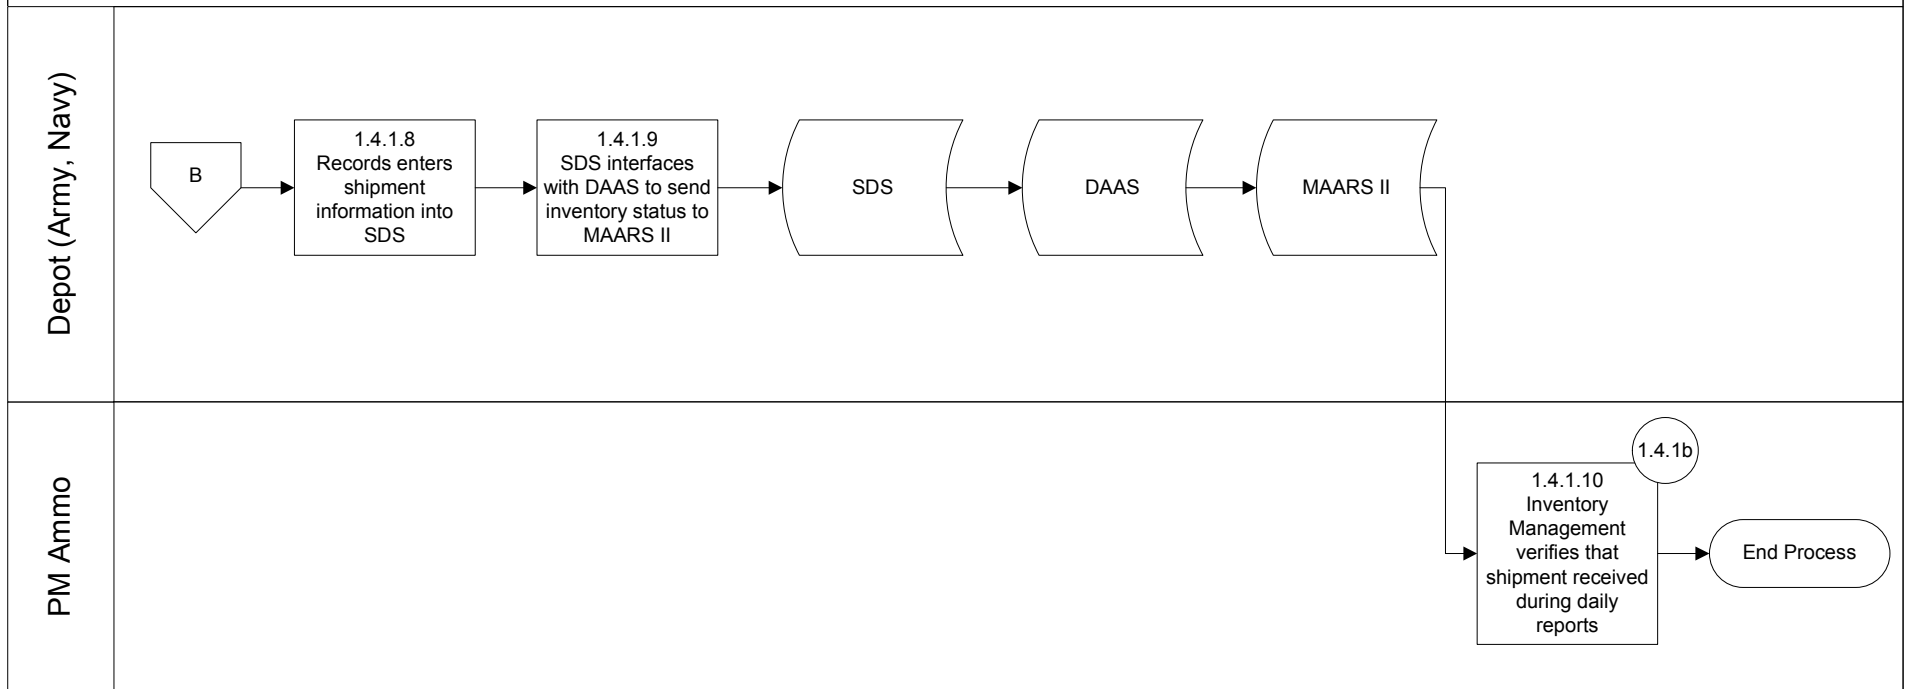 Depot (Army, Navy)
B
1.4.1.8
Records enters
shipment
information into
SDS
1.4.1.9
SDS interfaces
with DAAS to send
inventory status to
MAARS II
SDS
DAAS
MAARS II
PM Ammo
1.4.1b
1.4.1.10
Inventory
Management
verifies that
shipment received
during daily
reports
End Process